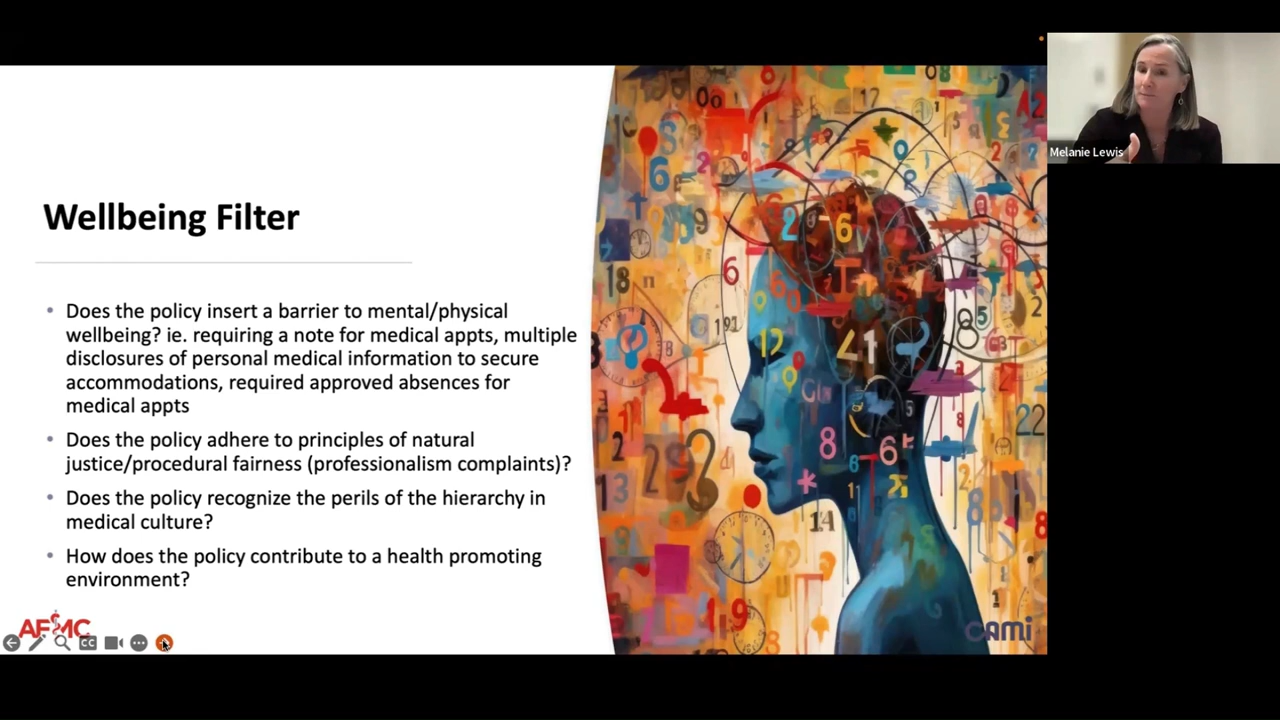 Wellbeing Filter
• Does the policy insert a barrier to mental/physical
wellbeing? ie. requiring a note for medical appts, multiple
disclosures of personal medical information to secure
accommodations, required approved absences for
medical appts
• Does the policy adhere to principles of natural
justice/procedural fairness (professionalism complaints)?
• Does the policy recognize the perils of the hierarchy in
medical culture?
• How does the policy contribute to a health promoting
environment?
AFMC
CC
CAMi
Melanie Lewis